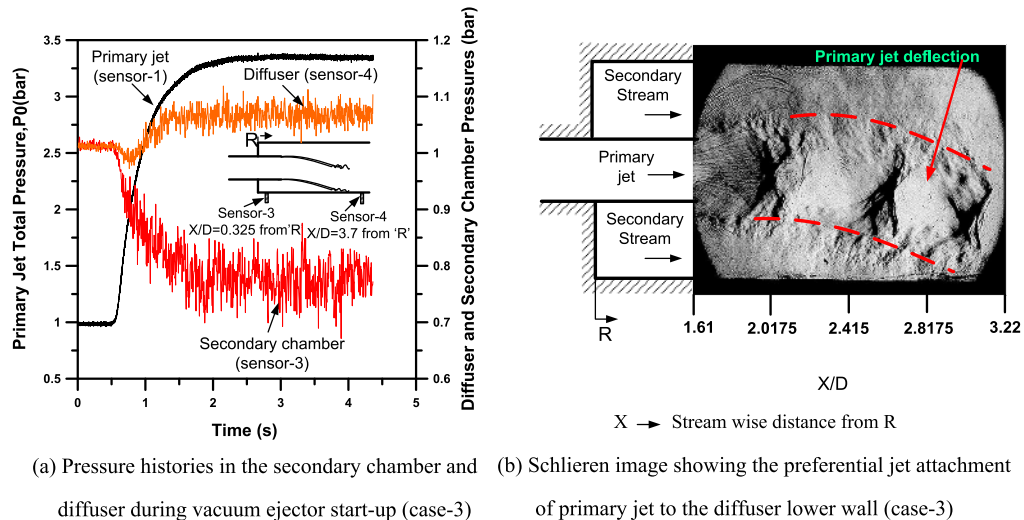 Primary Jet Total Pressure,P0(bar)
3.5
3
2.5
2
1.5
1
0.5
Primary jet
(sensor-1)
Diffuser (sensor-4)
R
Sensor-3
X/D=0.325 from'R'
Sensor-4
X/D=3.7 from 'R'
Secondary chamber
(sensor-3)
1.2
1.1
1
0.9
0.8
0.7
0.6
Diffuser and Secondary Chamber Pressures (bar)
0
1
2
3
4
5
Time (s)
(a) Pressure histories in the secondary chamber and
diffuser during vacuum ejector start-up (case-3)
Secondary
Stream
Primary
jet
Secondary
Stream
R
Primary jet deflection
1.61
2.0175
2.415
2.8175
3.22
X/D
X → Stream wise distance from R
(b) Schlieren image showing the preferential jet attachment
of primary jet to the diffuser lower wall (case-3)